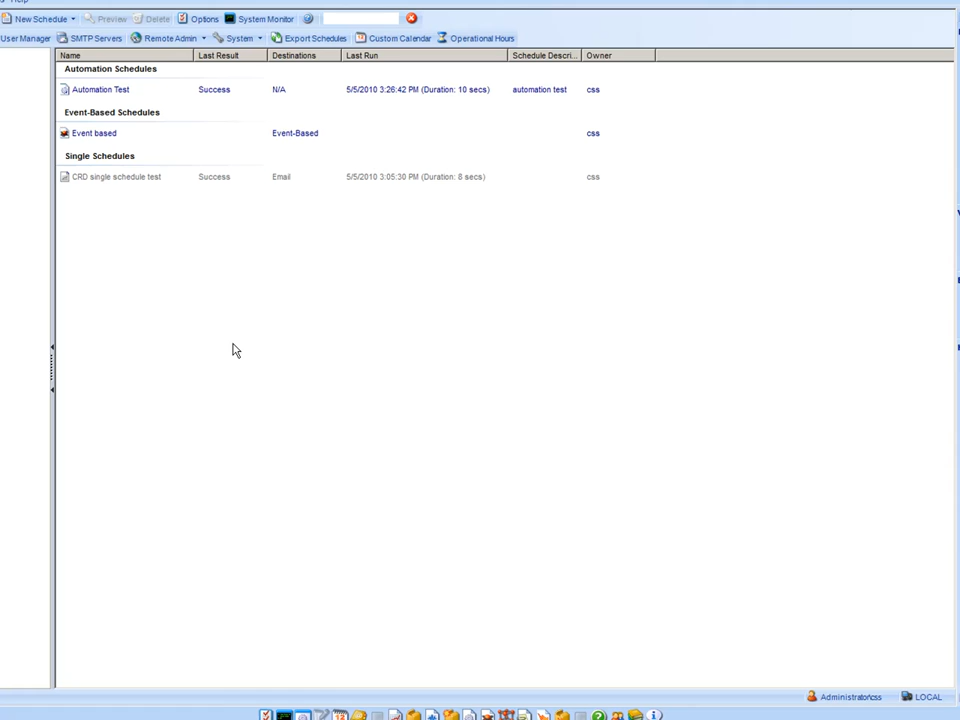 Help
New Schedule Preview Delete Options System Monitor
User Manager SMTP Servers Remote Admin System Export Schedules Custom Calendar Operational Hours
Name Last Result Destinations Last Run Schedule Descri... Owner
Automation Schedules
Automation Test Success N/A 5/5/2010 3:26:42 PM (Duration: 10 secs) automation test css
Event-Based Schedules
Event based Event-Based css
Single Schedules
CRD single schedule test Success Email 5/5/2010 3:05:30 PM (Duration: 8 secs) css
Administrator\css LOCAL